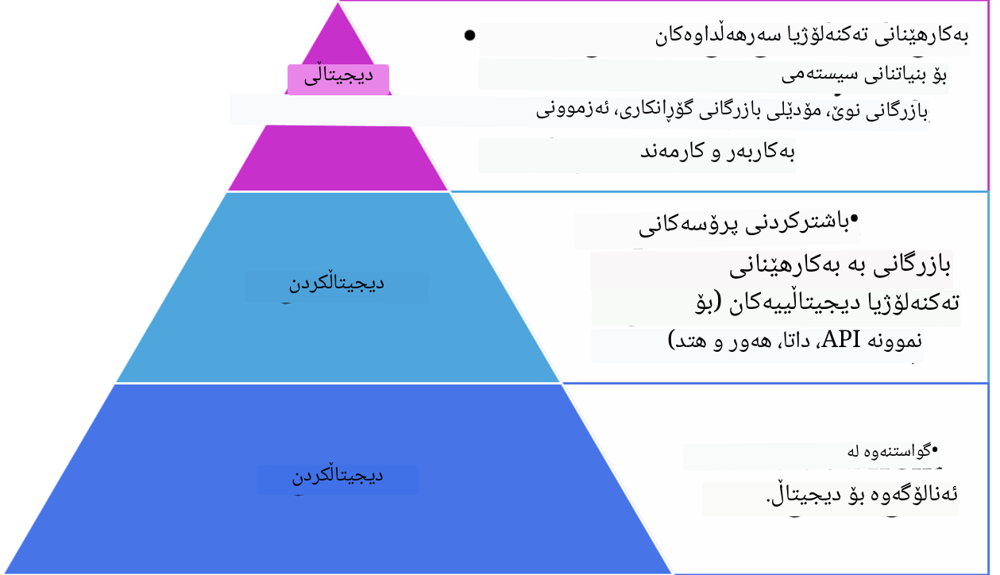 دیجیتاڵی
بەکارهێنانی تەکنەلۆژیا سەرهەڵداوەکان
بۆ بنیاتنانی سیستەمی
بازرگانی نوێ، مۆدێلی بازرگانی گۆڕانکاری، ئەزموونی
بەکاربەر و کارمەند
دیجیتاڵکردن
•باشترکردنی پرۆسەکانی
بازرگانی بە بەکارهێنانی
تەکنەلۆژیا دیجیتاڵییەکان (بۆ
نموونە API، داتا، هەور و هتد)
دیجیتاڵکردن
•گواستنەوە لە
ئەنالۆگەوە بۆ دیجیتاڵ.